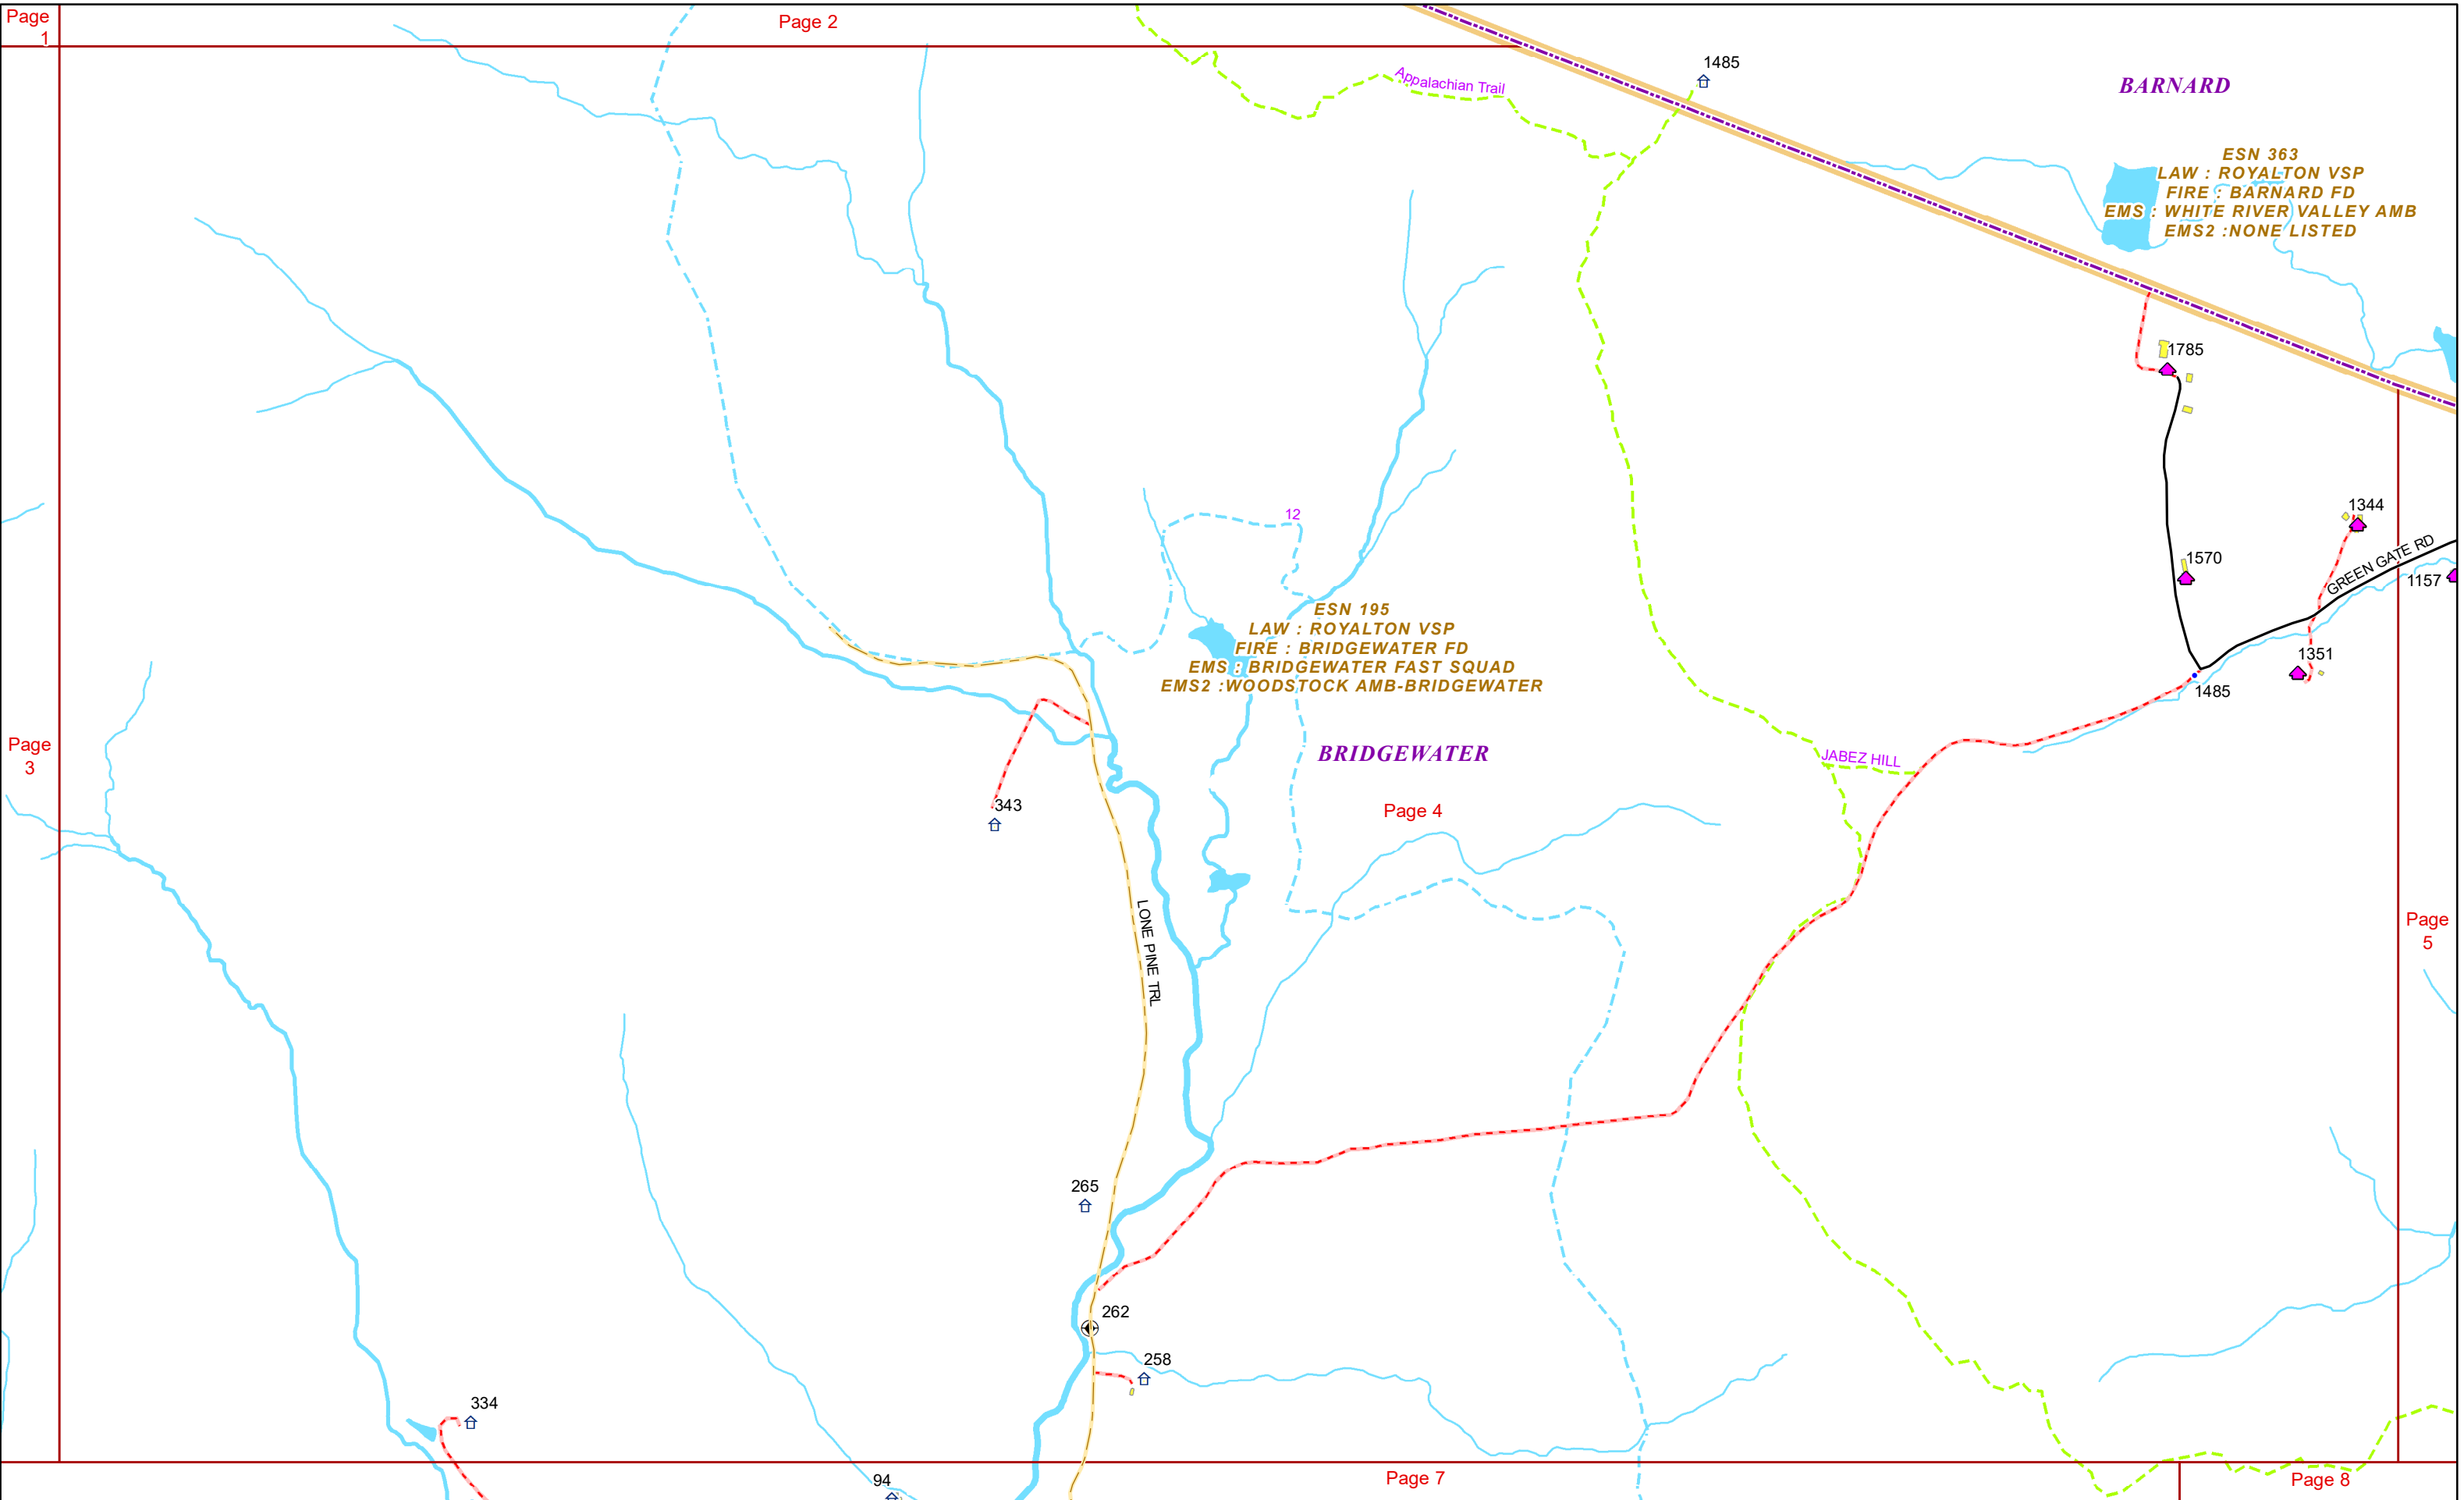 Page
1
Page 2
1485
Appalachian Trail
BARNARD
ESN 363
LAW : ROYALTON VSP
FIRE : BARNARD FD
EMS : WHITE RIVER VALLEY AMB
EMS2 :NONE LISTED
1785
1344
12
GREEN GATE RD
1570
1157
ESN 195
LAW : ROYALTON VSP
FIRE : BRIDGEWATER FD
EMS : BRIDGEWATER FAST SQUAD
EMS2 :WOODSTOCK AMB-BRIDGEWATER
1351
1485
Page
3
BRIDGEWATER
JABEZ HILL
343
Page 4
LONE PINE TRL
Page
5
265
262
258
334
94
Page 7
Page 8